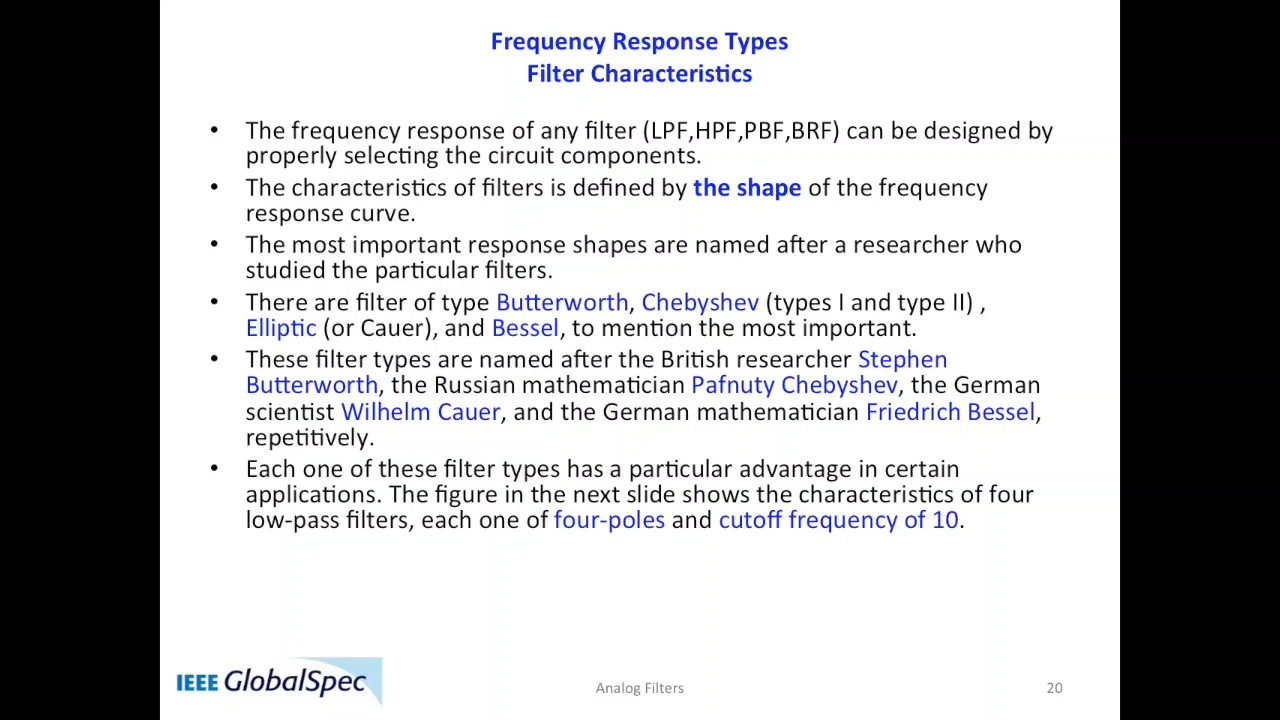 Frequency Response Types
Filter Characteristics
• The frequency response of any filter (LPF,HPF,PBF,BRF) can be designed by
properly selecting the circuit components.
• The characteristics of filters is defined by the shape of the frequency
response curve.
• The most important response shapes are named after a researcher who
studied the particular filters.
• There are filter of type Butterworth, Chebyshev (types I and type II) ,
Elliptic (or Cauer), and Bessel, to mention the most important.
• These filter types are named after the British researcher Stephen
Butterworth, the Russian mathematician Pafnuty Chebyshev, the German
scientist Wilhelm Cauer, and the German mathematician Friedrich Bessel,
repetitively.
• Each one of these filter types has a particular advantage in certain
applications. The figure in the next slide shows the characteristics of four
low-pass filters, each one of four-poles and cutoff frequency of 10.
IEEE GlobalSpec
Analog Filters
20